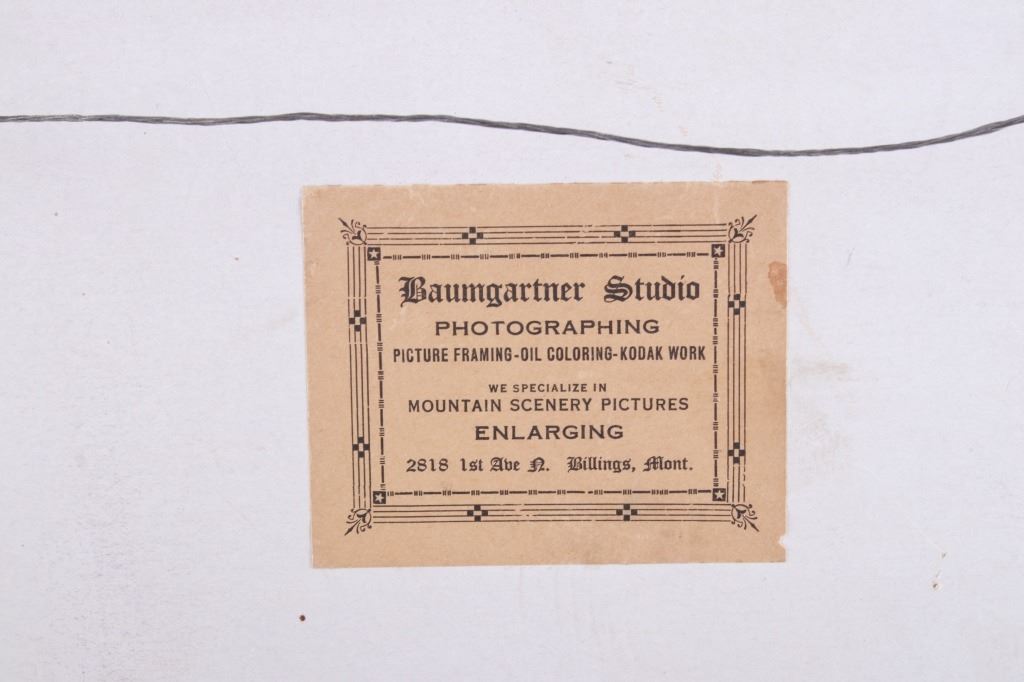 Baumgartner Studio
PHOTOGRAPHING
PICTURE FRAMING-OIL COLORING-KODAK WORK
WE SPECIALIZE IN
MOUNTAIN SCENERY PICTURES
ENLARGING
2818 1st Ave N. Billings, Mont.